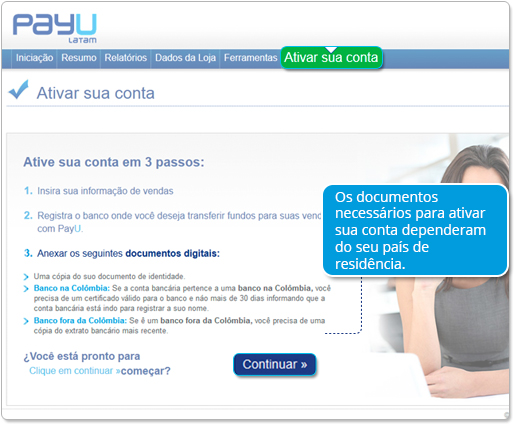 PayU
LATAM
Iniciação Resumo Relatórios Dados da Loja Ferramentas Ativar sua conta
Ativar sua conta
Ative sua conta em 3 passos:
1. Insira sua informação de vendas
2. Registra o banco onde você deseja transferir fundos para suas venc
com PayU.
3. Anexar os seguintes documentos digitais:
Uma cópia do seu documento de identidade.
Banco na Colômbia: Se a conta bancária pertence a uma banco na Colômbia, você
precisa de um certificado válido para o banco e não mais de 30 dias informando que a
conta bancária está indo para registrar a seu nome.
Banco fora da Colômbia: Se é um banco fora da Colômbia, você precisa de uma
cópia do extrato bancário mais recente.
Os documentos
necessários para ativar
sua conta dependeram
do seu país de
residência.
¿Você está pronto para
Clique em continuar »começar?
Continuar »